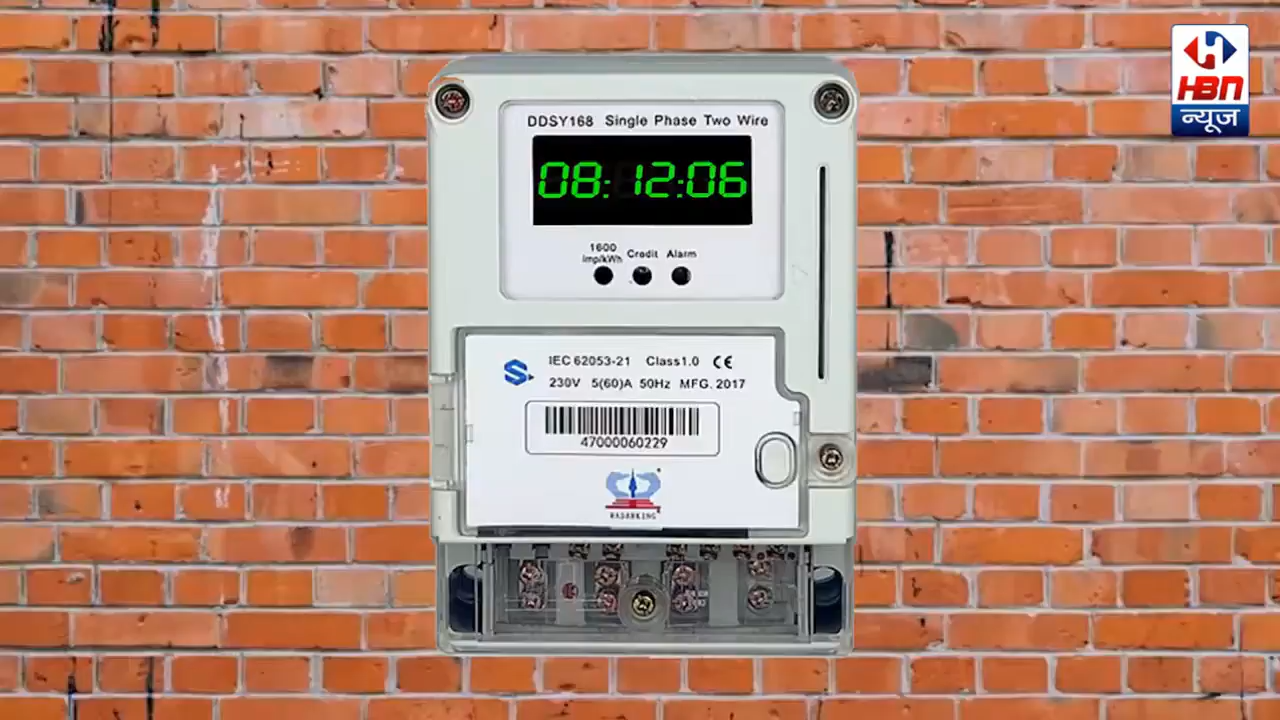 HBN
न्यूज़
DDSY168 Single Phase Two Wire
08:12:06
1600
imp/kWh Credit Alarm
IEC 62053-21 Class1.0 CE
230V 5(60)A 50Hz MFG. 2017
47000060229